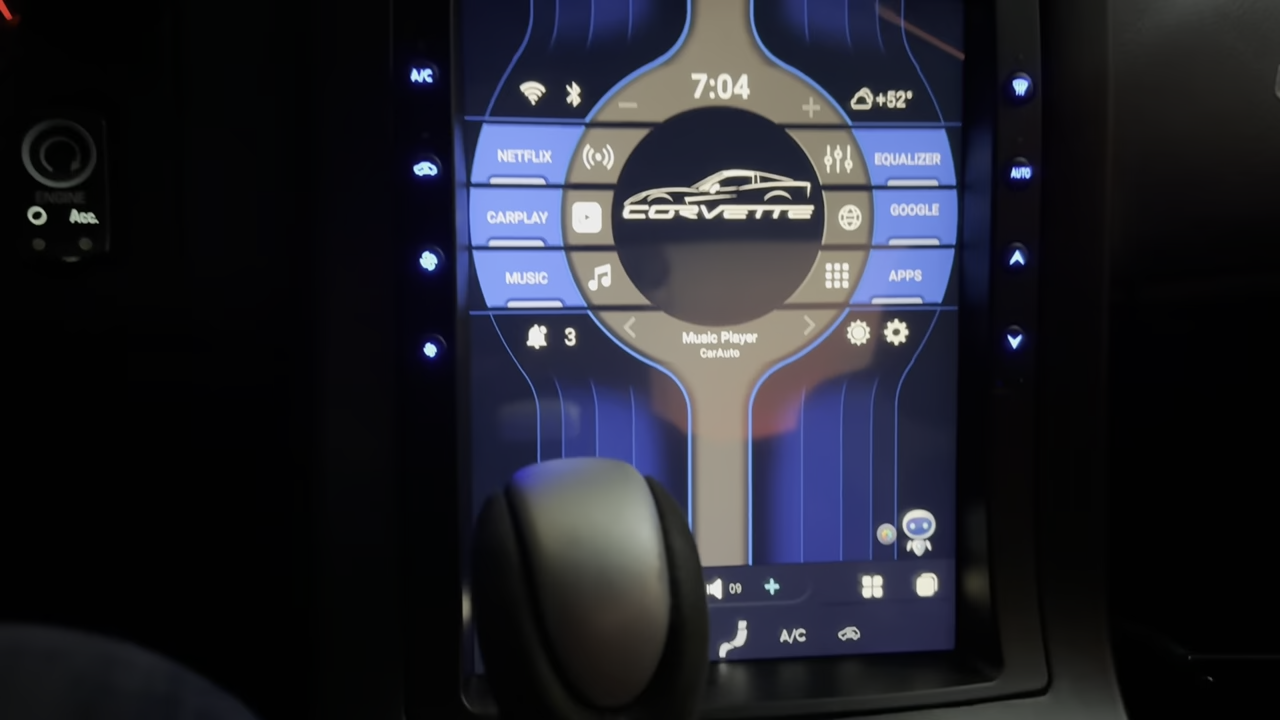 A/C
7:04
+52°
NETFLIX
EQUALIZER
AUTO
CARPLAY
CORVETTE
GOOGLE
ENGINE
Acc.
MUSIC
APPS
3
Music Player
CarAuto
09
A/C